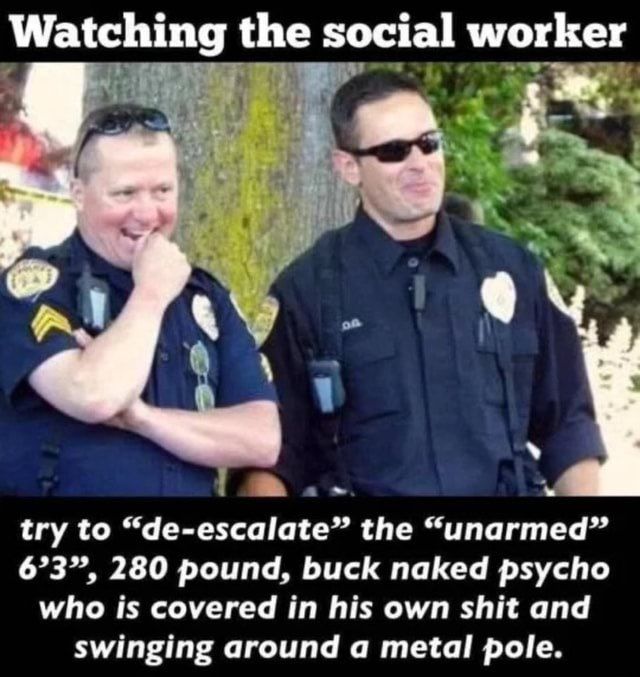 Watching the social worker
try to “de-escalate” the “unarmed”
6’3”, 280 pound, buck naked psycho
who is covered in his own shit and
swinging around a metal pole.